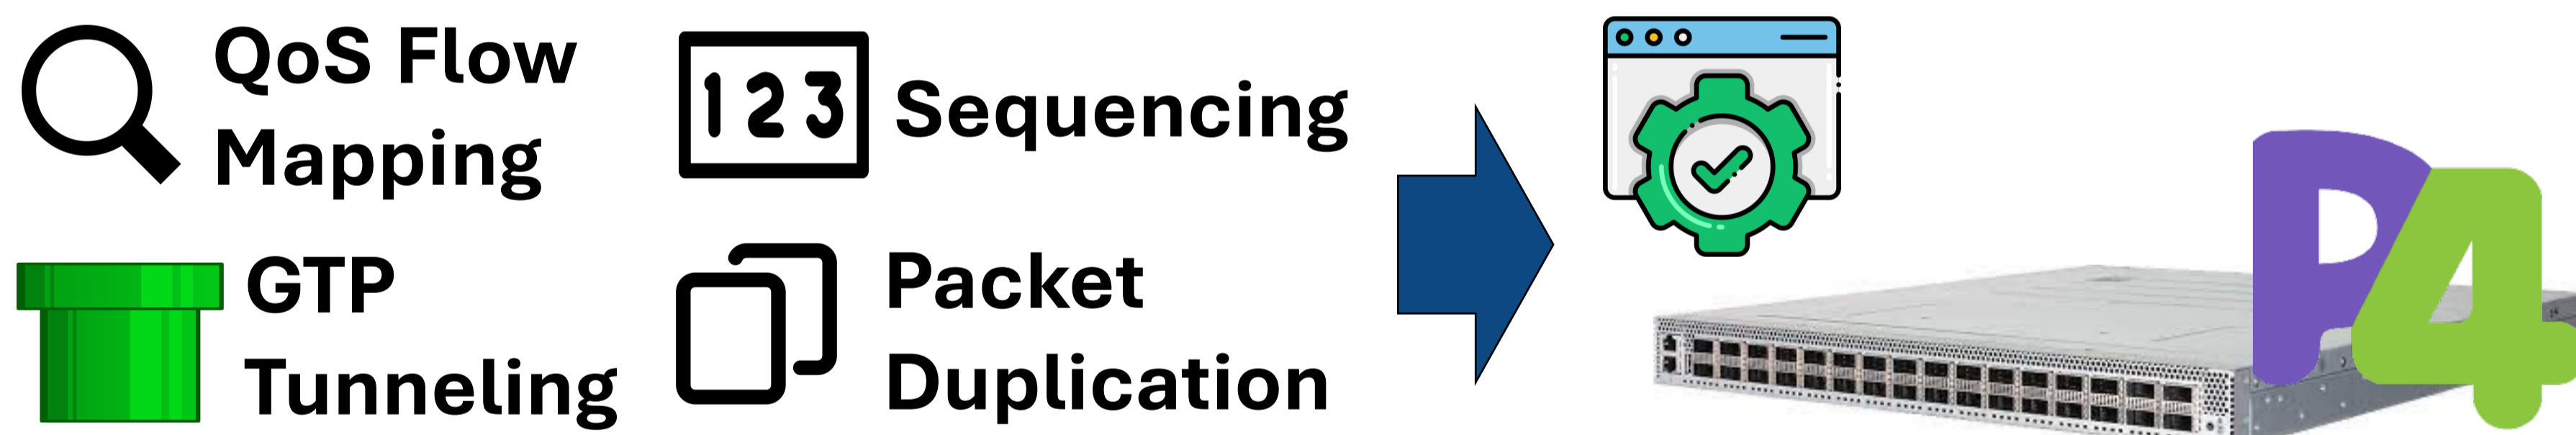 QoS Flow
Mapping
123
Sequencing
GTP
Tunneling
Packet
Duplication
P4